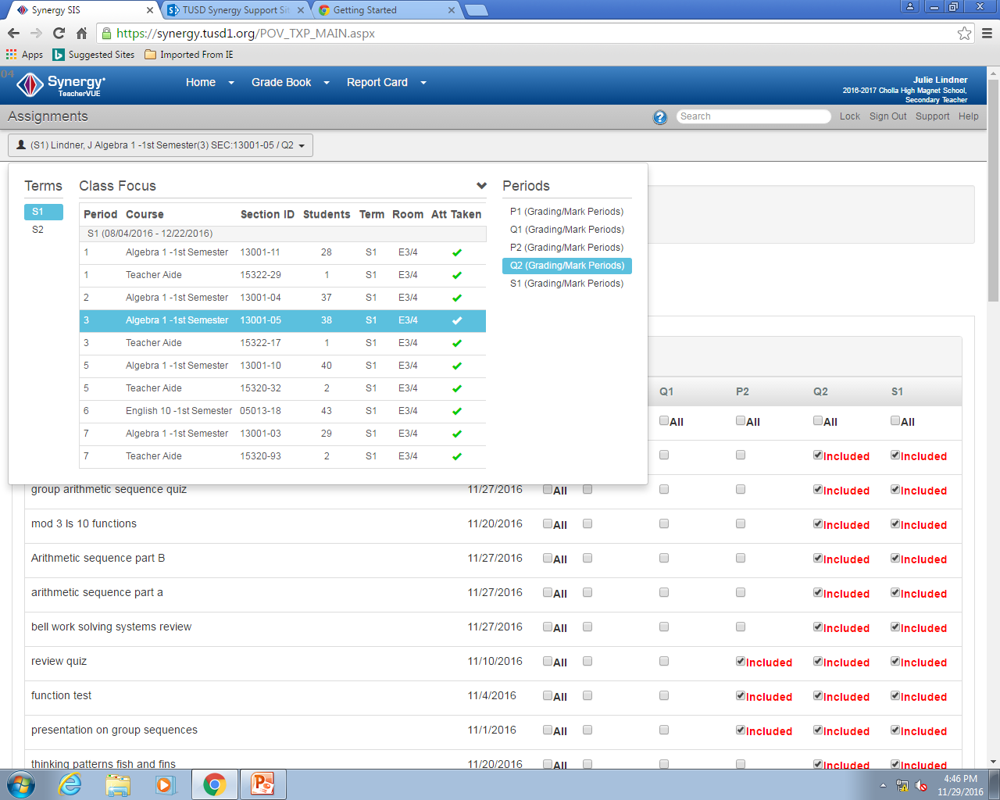 Synergy SIS
TUSD Synergy Support Sit
Getting Started
https://synergy.tusd1.org/POV_TXP_MAIN.aspx
Apps Suggested Sites Imported From IE
04
Synergy
TeacherVUE
Home Grade Book Report Card
Julie Lindner
2016-2017 Cholla High Magnet School,
Secondary Teacher
Assignments
Search Lock Sign Out Support Help
(S1) Lindner, J Algebra 1 -1st Semester(3) SEC:13001-05 / Q2
Terms
S1
S2
Class Focus
Period Course Section ID Students Term Room Att Taken
S1 (08/04/2016 - 12/22/2016)
1 Algebra 1 -1st Semester 13001-11 28 S1 E3/4
1 Teacher Aide 15322-29 1 S1 E3/4
2 Algebra 1 -1st Semester 13001-04 37 S1 E3/4
3 Algebra 1 -1st Semester 13001-05 38 S1 E3/4
3 Teacher Aide 15322-17 1 S1 E3/4
5 Algebra 1 -1st Semester 13001-10 40 S1 E3/4
5 Teacher Aide 15320-32 2 S1 E3/4
6 English 10 -1st Semester 05013-18 43 S1 E3/4
7 Algebra 1 -1st Semester 13001-03 29 S1 E3/4
7 Teacher Aide 15320-93 2 S1 E3/4
Periods
P1 (Grading/Mark Periods)
Q1 (Grading/Mark Periods)
P2 (Grading/Mark Periods)
Q2 (Grading/Mark Periods)
S1 (Grading/Mark Periods)
Q1 P2 Q2 S1
All All All All
Included Included
group arithmetic sequence quiz 11/27/2016 All Included Included
mod 3 ls 10 functions 11/20/2016 All Included Included
Arithmetic sequence part B 11/27/2016 All Included Included
arithmetic sequence part a 11/27/2016 All Included Included
bell work solving systems review 11/27/2016 All Included Included
review quiz 11/10/2016 All Included Included Included
function test 11/4/2016 All Included Included Included
presentation on group sequences 11/1/2016 All Included Included Included
thinking patterns fish and fins 11/20/2016 All Included Included
4:46 PM
11/29/2016